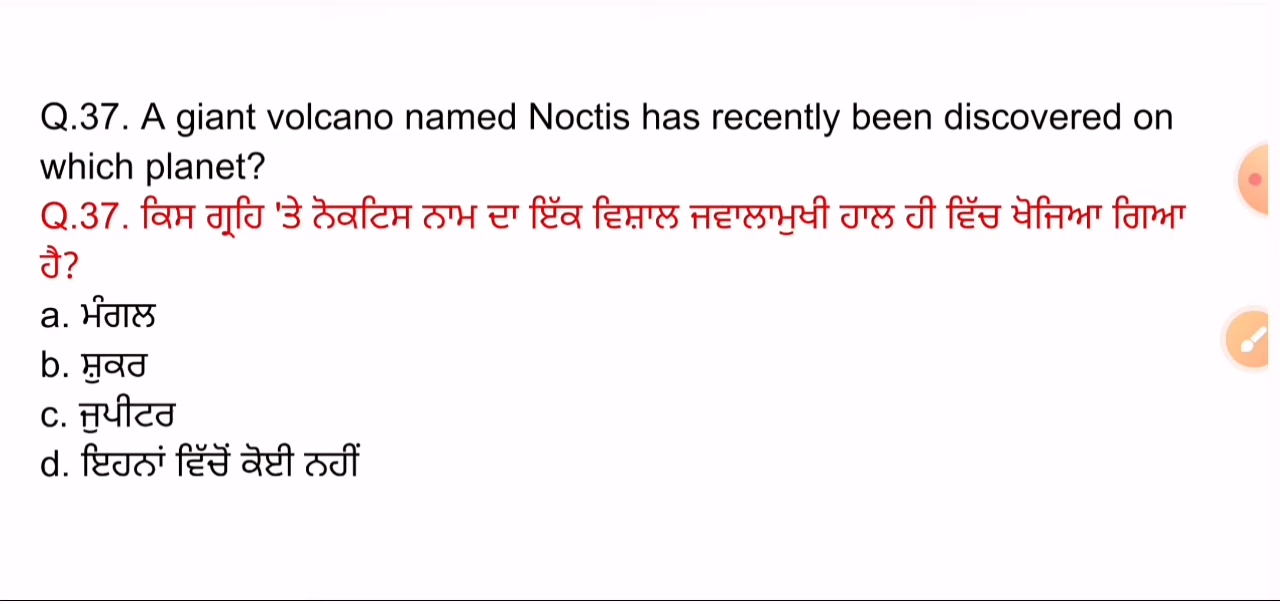 Q.37. A giant volcano named Noctis has recently been discovered on
which planet?
Q.37. ਕਿਸ ਗ੍ਰਹਿ 'ਤੇ ਨੋਕਟਿਸ ਨਾਮ ਦਾ ਇੱਕ ਵਿਸ਼ਾਲ ਜਵਾਲਾਮੁਖੀ ਹਾਲ ਹੀ ਵਿੱਚ ਖੋਜਿਆ ਗਿਆ
ਹੈ?
a. ਮੰਗਲ
b. ਸ਼ੁਕਰ
c. ਜੁਪੀਟਰ
d. ਇਹਨਾਂ ਵਿੱਚੋਂ ਕੋਈ ਨਹੀਂ